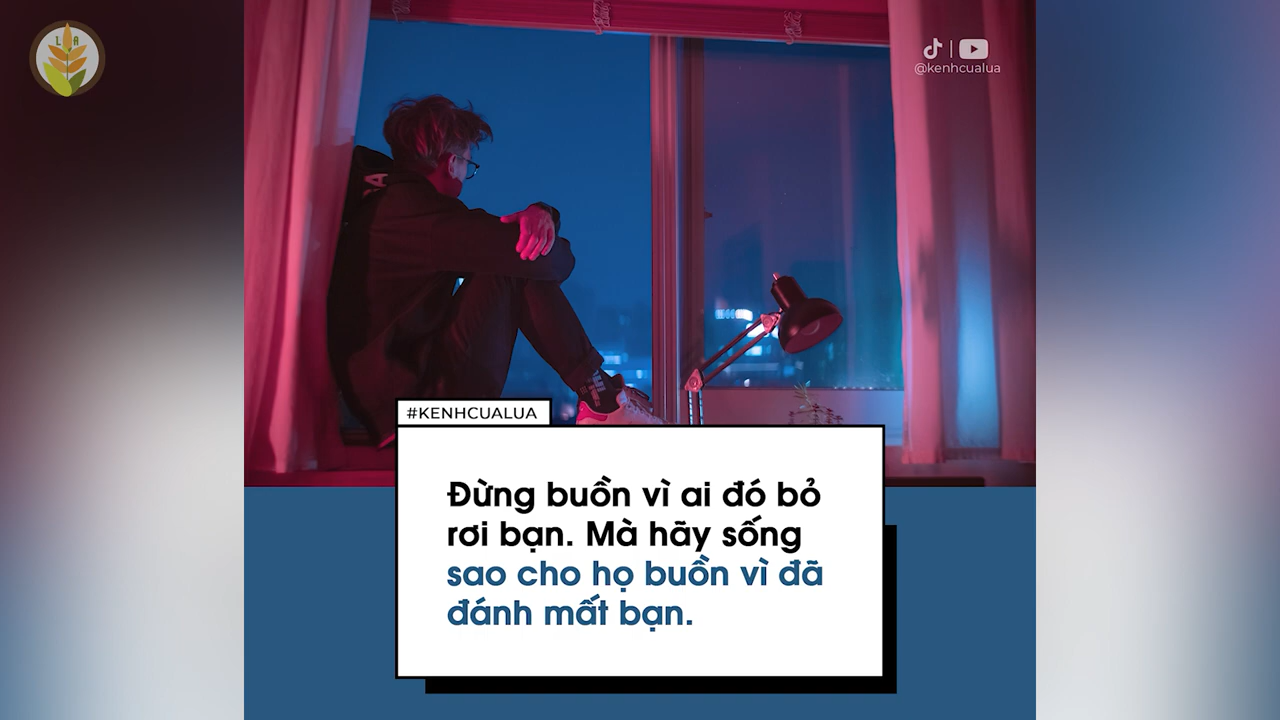 L A
@kenhcualua
#KENHCUALUA
Đừng buồn vì ai đó bỏ
rơi bạn. Mà hãy sống
sao cho họ buồn vì đã
đánh mất bạn.